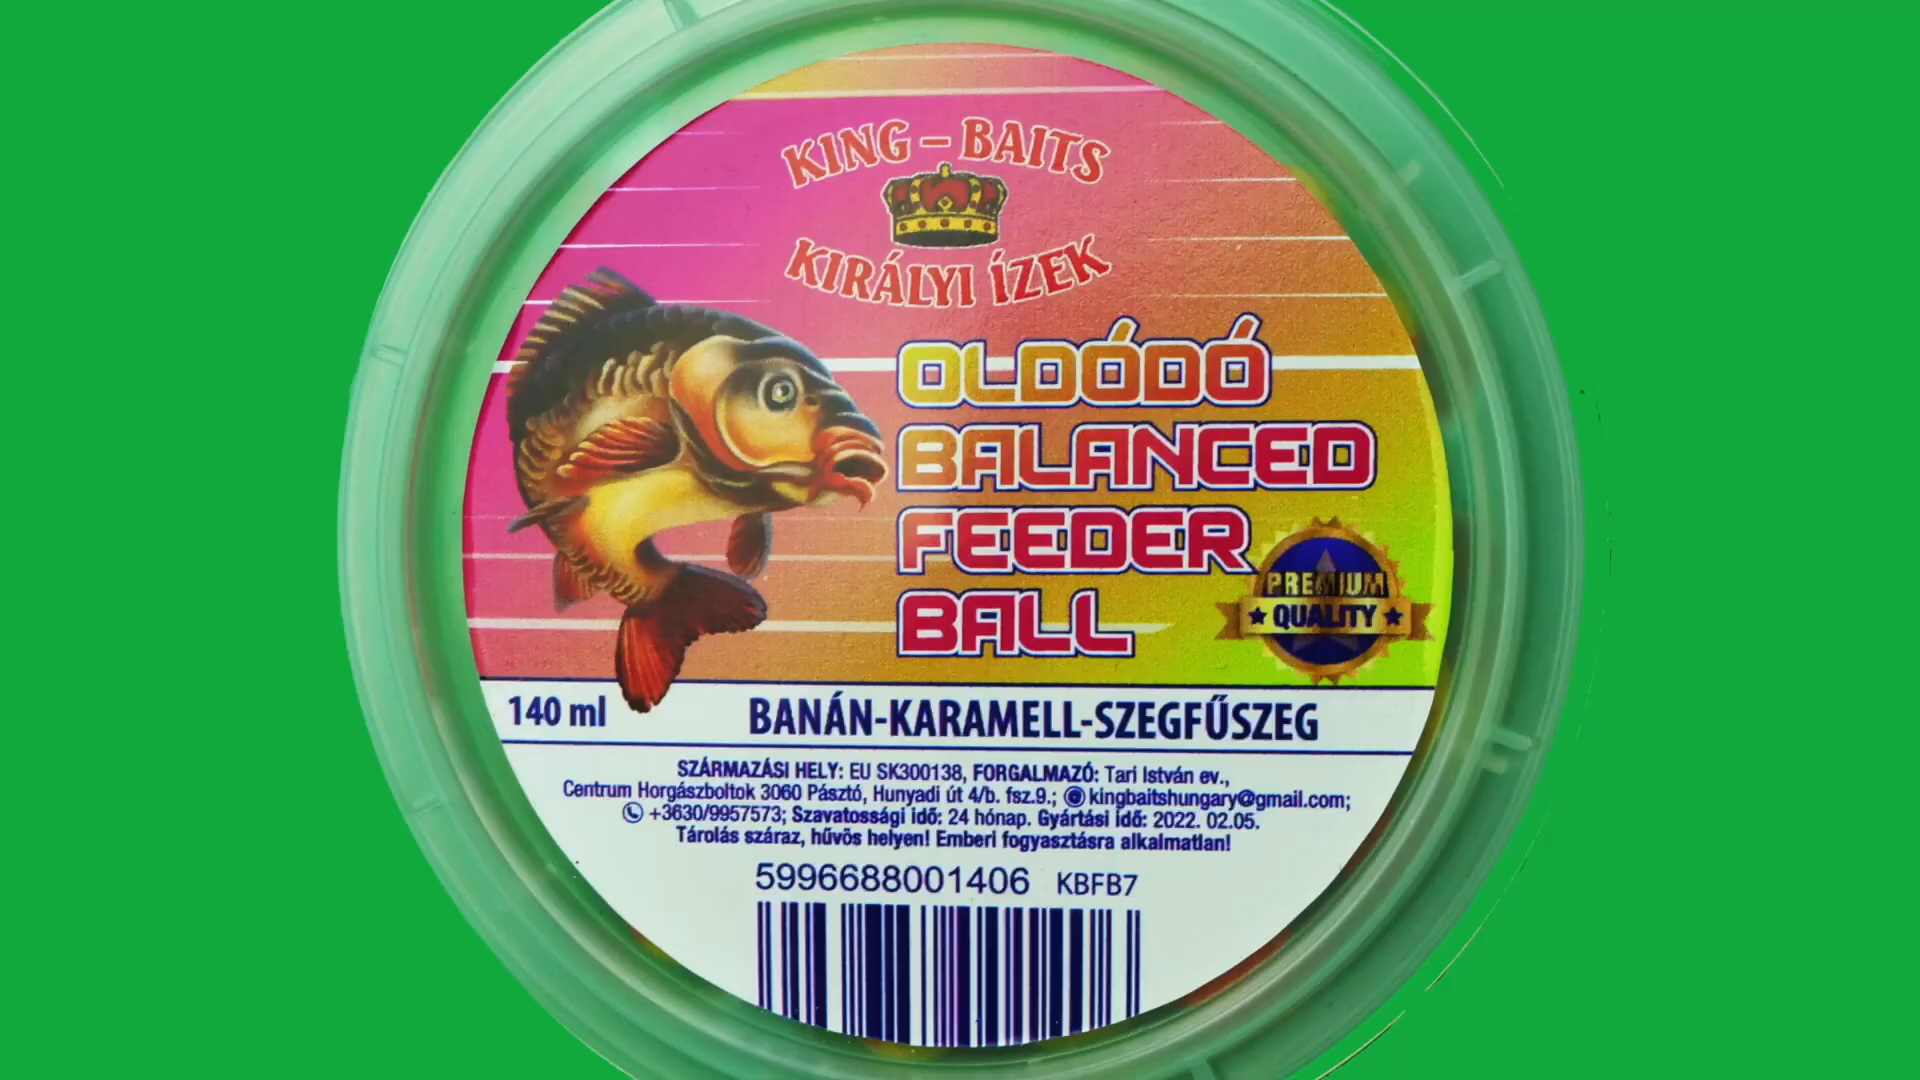 KING – BAITS
KIRÁLYI ÍZEK
OLDÓDÓ
BALANCED
FEEDER
BALL
PREMIUM
QUALITY
140 ml
BANÁN-KARAMELL-SZEGFŰSZEG
SZÁRMAZÁSI HELY: EU SK300138, FORGALMAZÓ: Tari István ev.,
Centrum Horgászboltok 3060 Pásztó, Hunyadi út 4/b. fsz.9.; kingbaitshungary@gmail.com;
+3630/9957573; Szavatossági idő: 24 hónap. Gyártási idő: 2022. 02.05.
Tárolás száraz, hűvös helyen! Emberi fogyasztásra alkalmatlan!
5996688001406 KBFB7